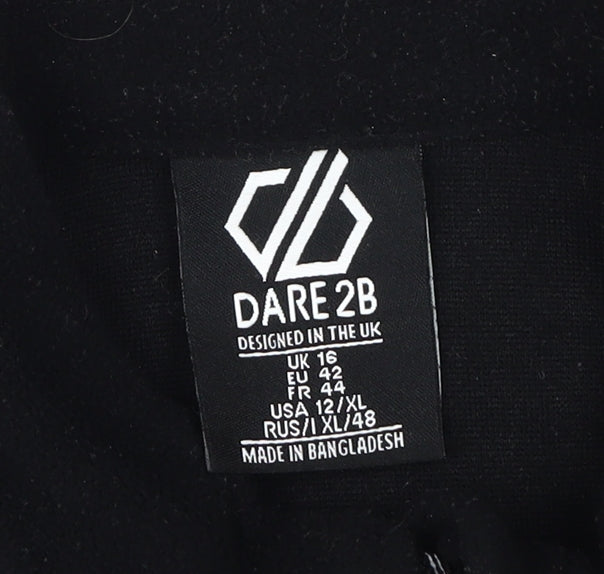 DARE 2B
DESIGNED IN THE UK
UK 16
EU 42
FR 44
USA 12/XL
RUS/I XL/48
MADE IN BANGLADESH